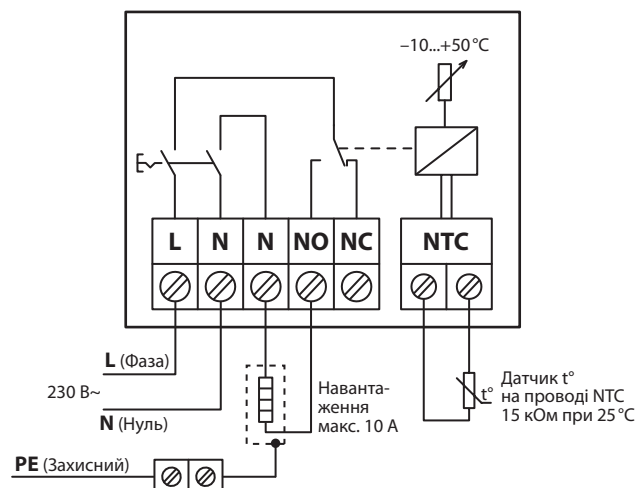 –10...+50 °C
L N N NO NC NTC
L (Фаза)
230 В~
N (Нуль)
Наванта-
ження
макс. 10 А
t°
Датчик t°
на проводі NTC
15 кОм при 25 °C
PE (Захисний)